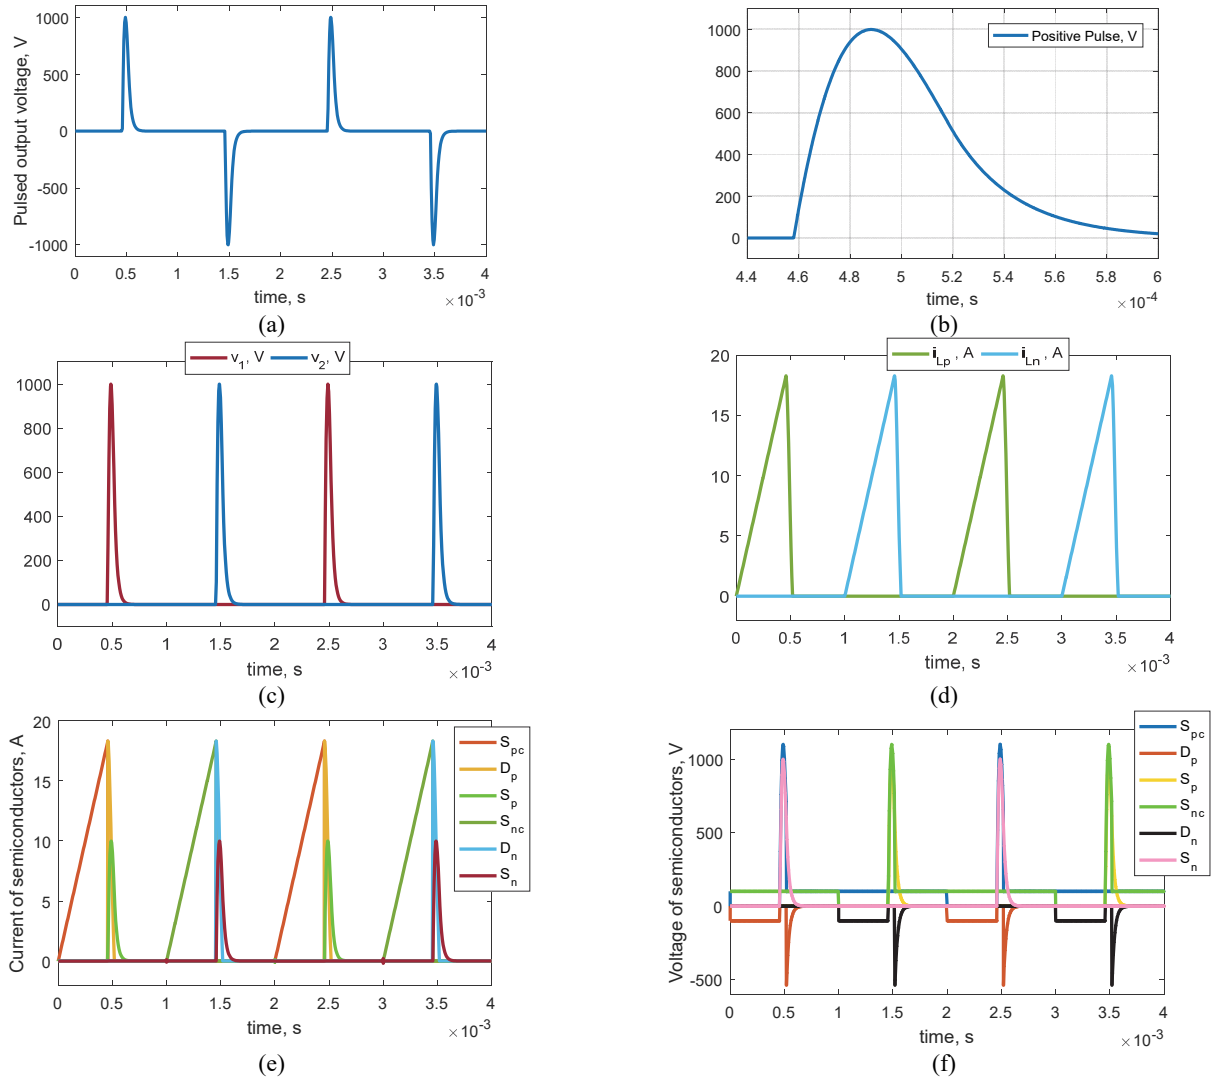 Pulsed output voltage, V
1000
500
0
-500
-1000
0 0.5 1 1.5 2 2.5 3 3.5 4
time, s
×10-3
(a)
Positive Pulse, V
1000
800
600
400
200
0
4.4 4.6 4.8 5 5.2 5.4 5.6 5.8 6
time, s
×10-4
(b)
v1, V v2, V
1000
800
600
400
200
0
0 0.5 1 1.5 2 2.5 3 3.5 4
time, s
×10-3
(c)
iLp , A iLn , A
20
15
10
5
0
0 0.5 1 1.5 2 2.5 3 3.5 4
time, s
×10-3
(d)
Current of semiconductors, A
20
15
10
5
0
0 0.5 1 1.5 2 2.5 3 3.5 4
time, s
×10-3
Spc
Dp
Sp
Snc
Dn
Sn
(e)
Voltage of semiconductors, V
1000
500
0
-500
0 0.5 1 1.5 2 2.5 3 3.5 4
time, s
×10-3
Spc
Dp
Sp
Snc
Dn
Sn
(f)